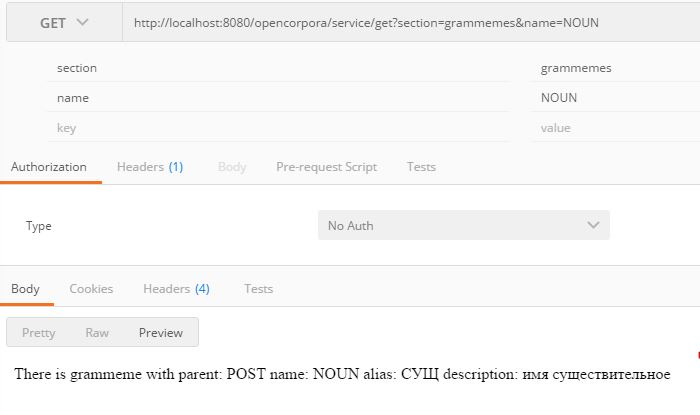 GET http://localhost:8080/opencorpora/service/get?section=grammemes&name=NOUN
section grammemes
name NOUN
key value
Authorization Headers (1) Body Pre-request Script Tests
Type No Auth
Body Cookies Headers (4) Tests
Pretty Raw Preview
There is grammeme with parent: POST name: NOUN alias: СУЩ description: имя существительное